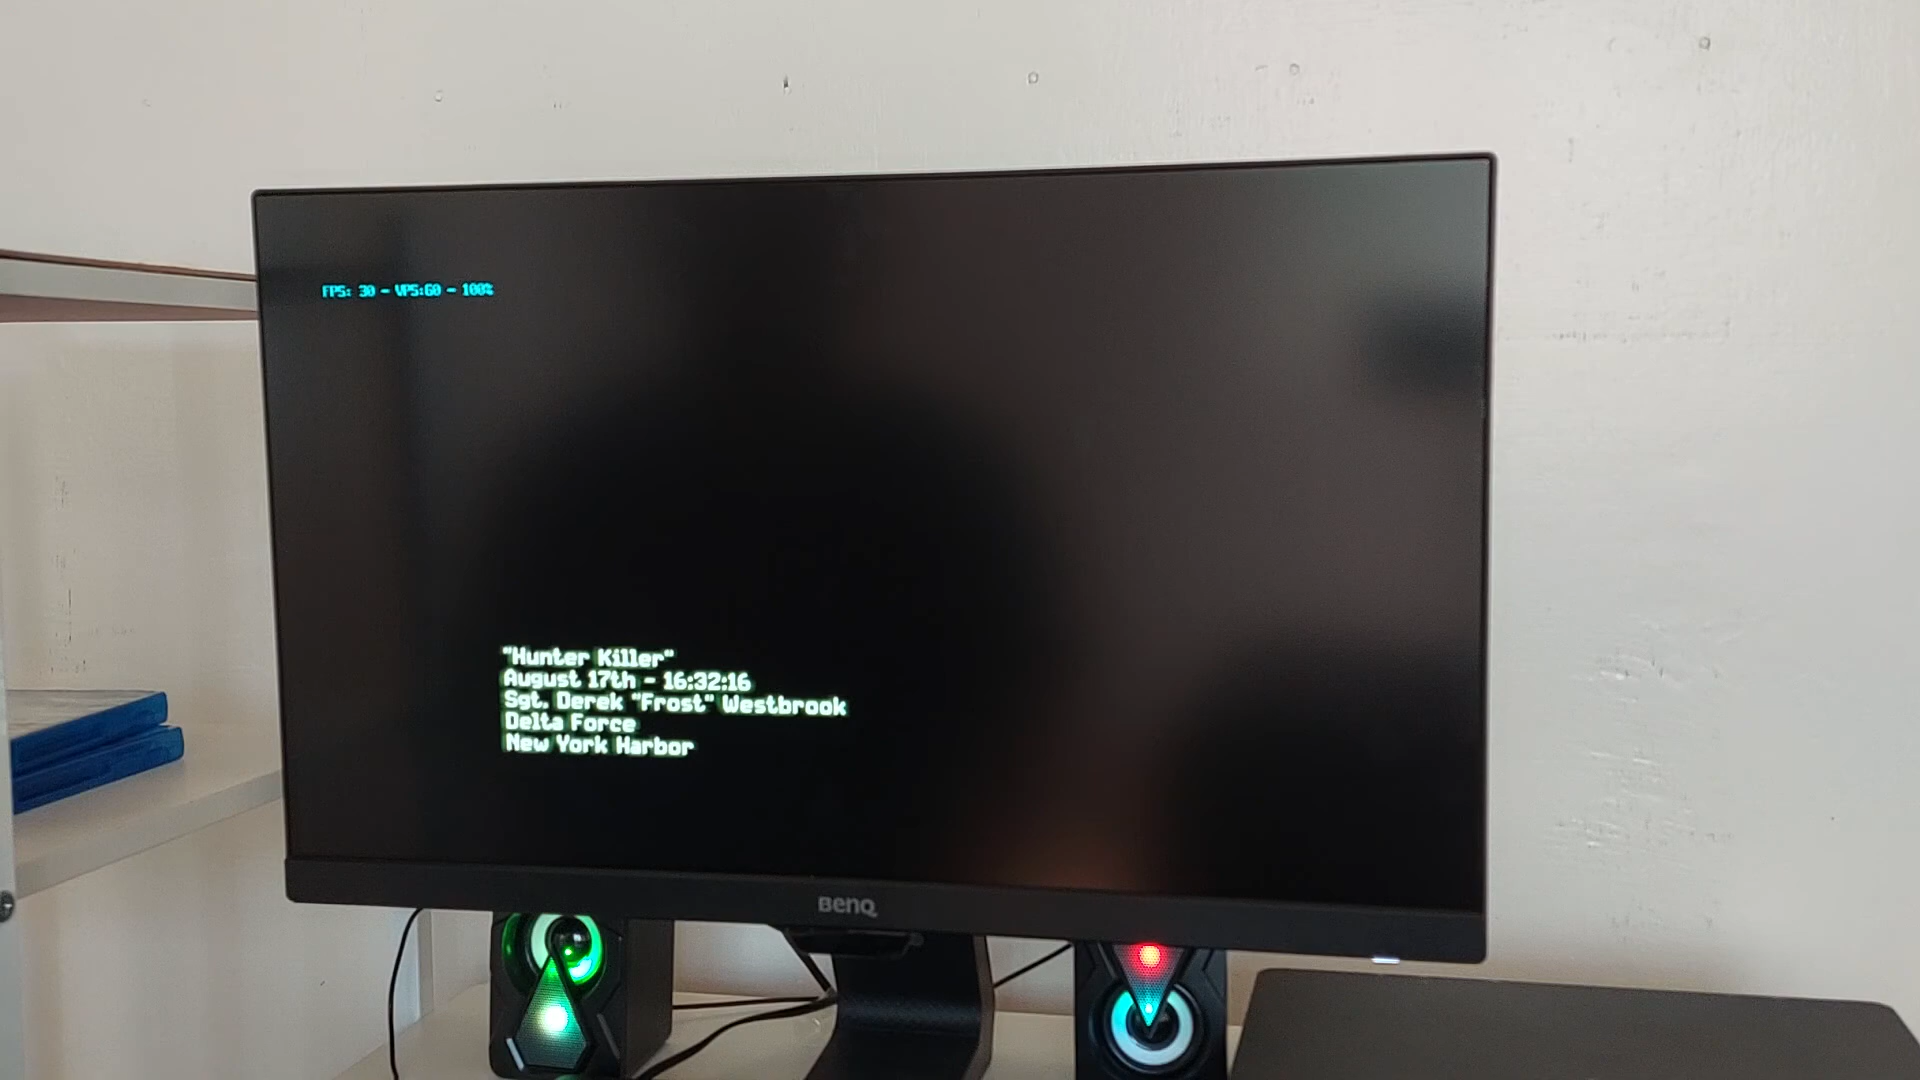 FPS: 30 - VPS:60 - 100%
"Hunter Killer"
August 17th - 16:32:16
Sgt. Derek "Frost" Westbrook
Delta Force
New York Harbor
BenQ